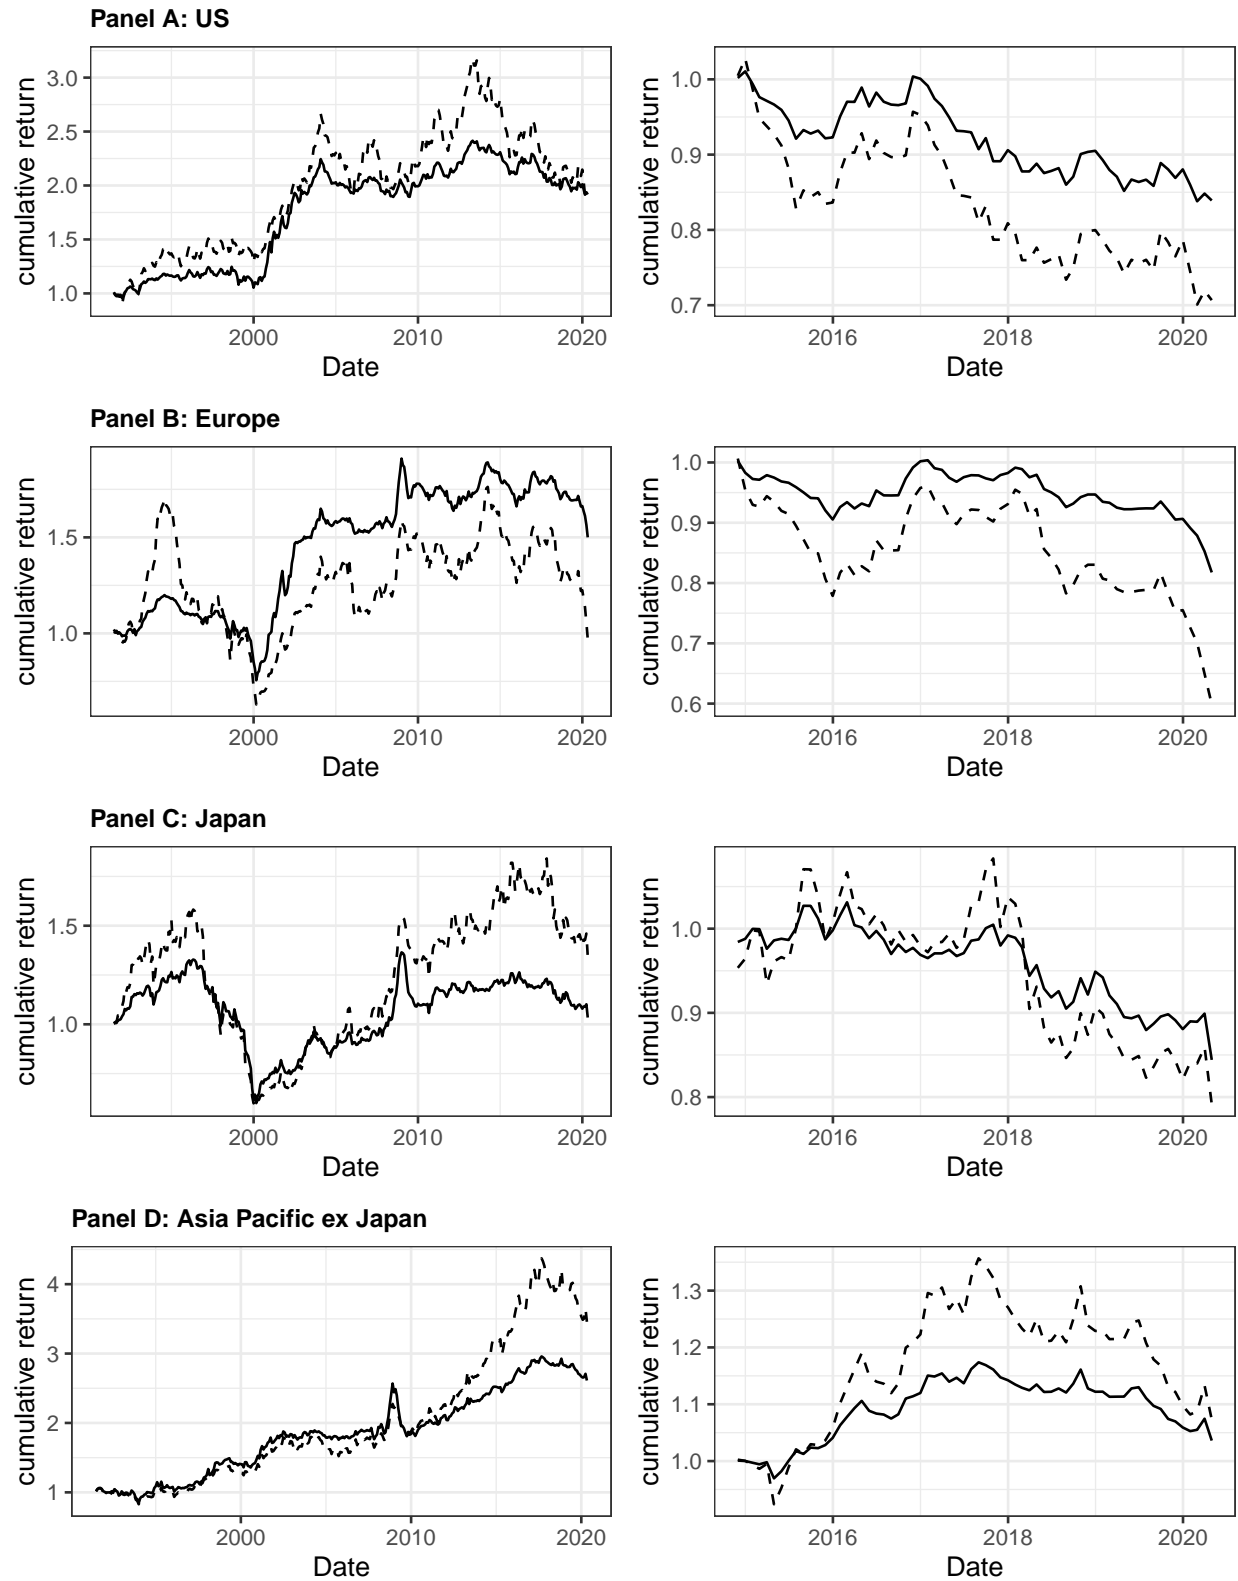 Panel A: US
cumulative return
3.0
2.5
2.0
1.5
1.0
2000 2010 2020
Date
cumulative return
1.0
0.9
0.8
0.7
2016 2018 2020
Date
Panel B: Europe
cumulative return
1.5
1.0
2000 2010 2020
Date
cumulative return
1.0
0.9
0.8
0.7
0.6
2016 2018 2020
Date
Panel C: Japan
cumulative return
1.5
1.0
2000 2010 2020
Date
cumulative return
1.0
0.9
0.8
2016 2018 2020
Date
Panel D: Asia Pacific ex Japan
cumulative return
4
3
2
1
2000 2010 2020
Date
cumulative return
1.3
1.2
1.1
1.0
2016 2018 2020
Date